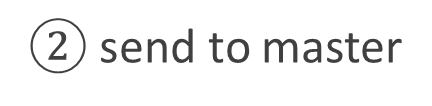 ② send to master